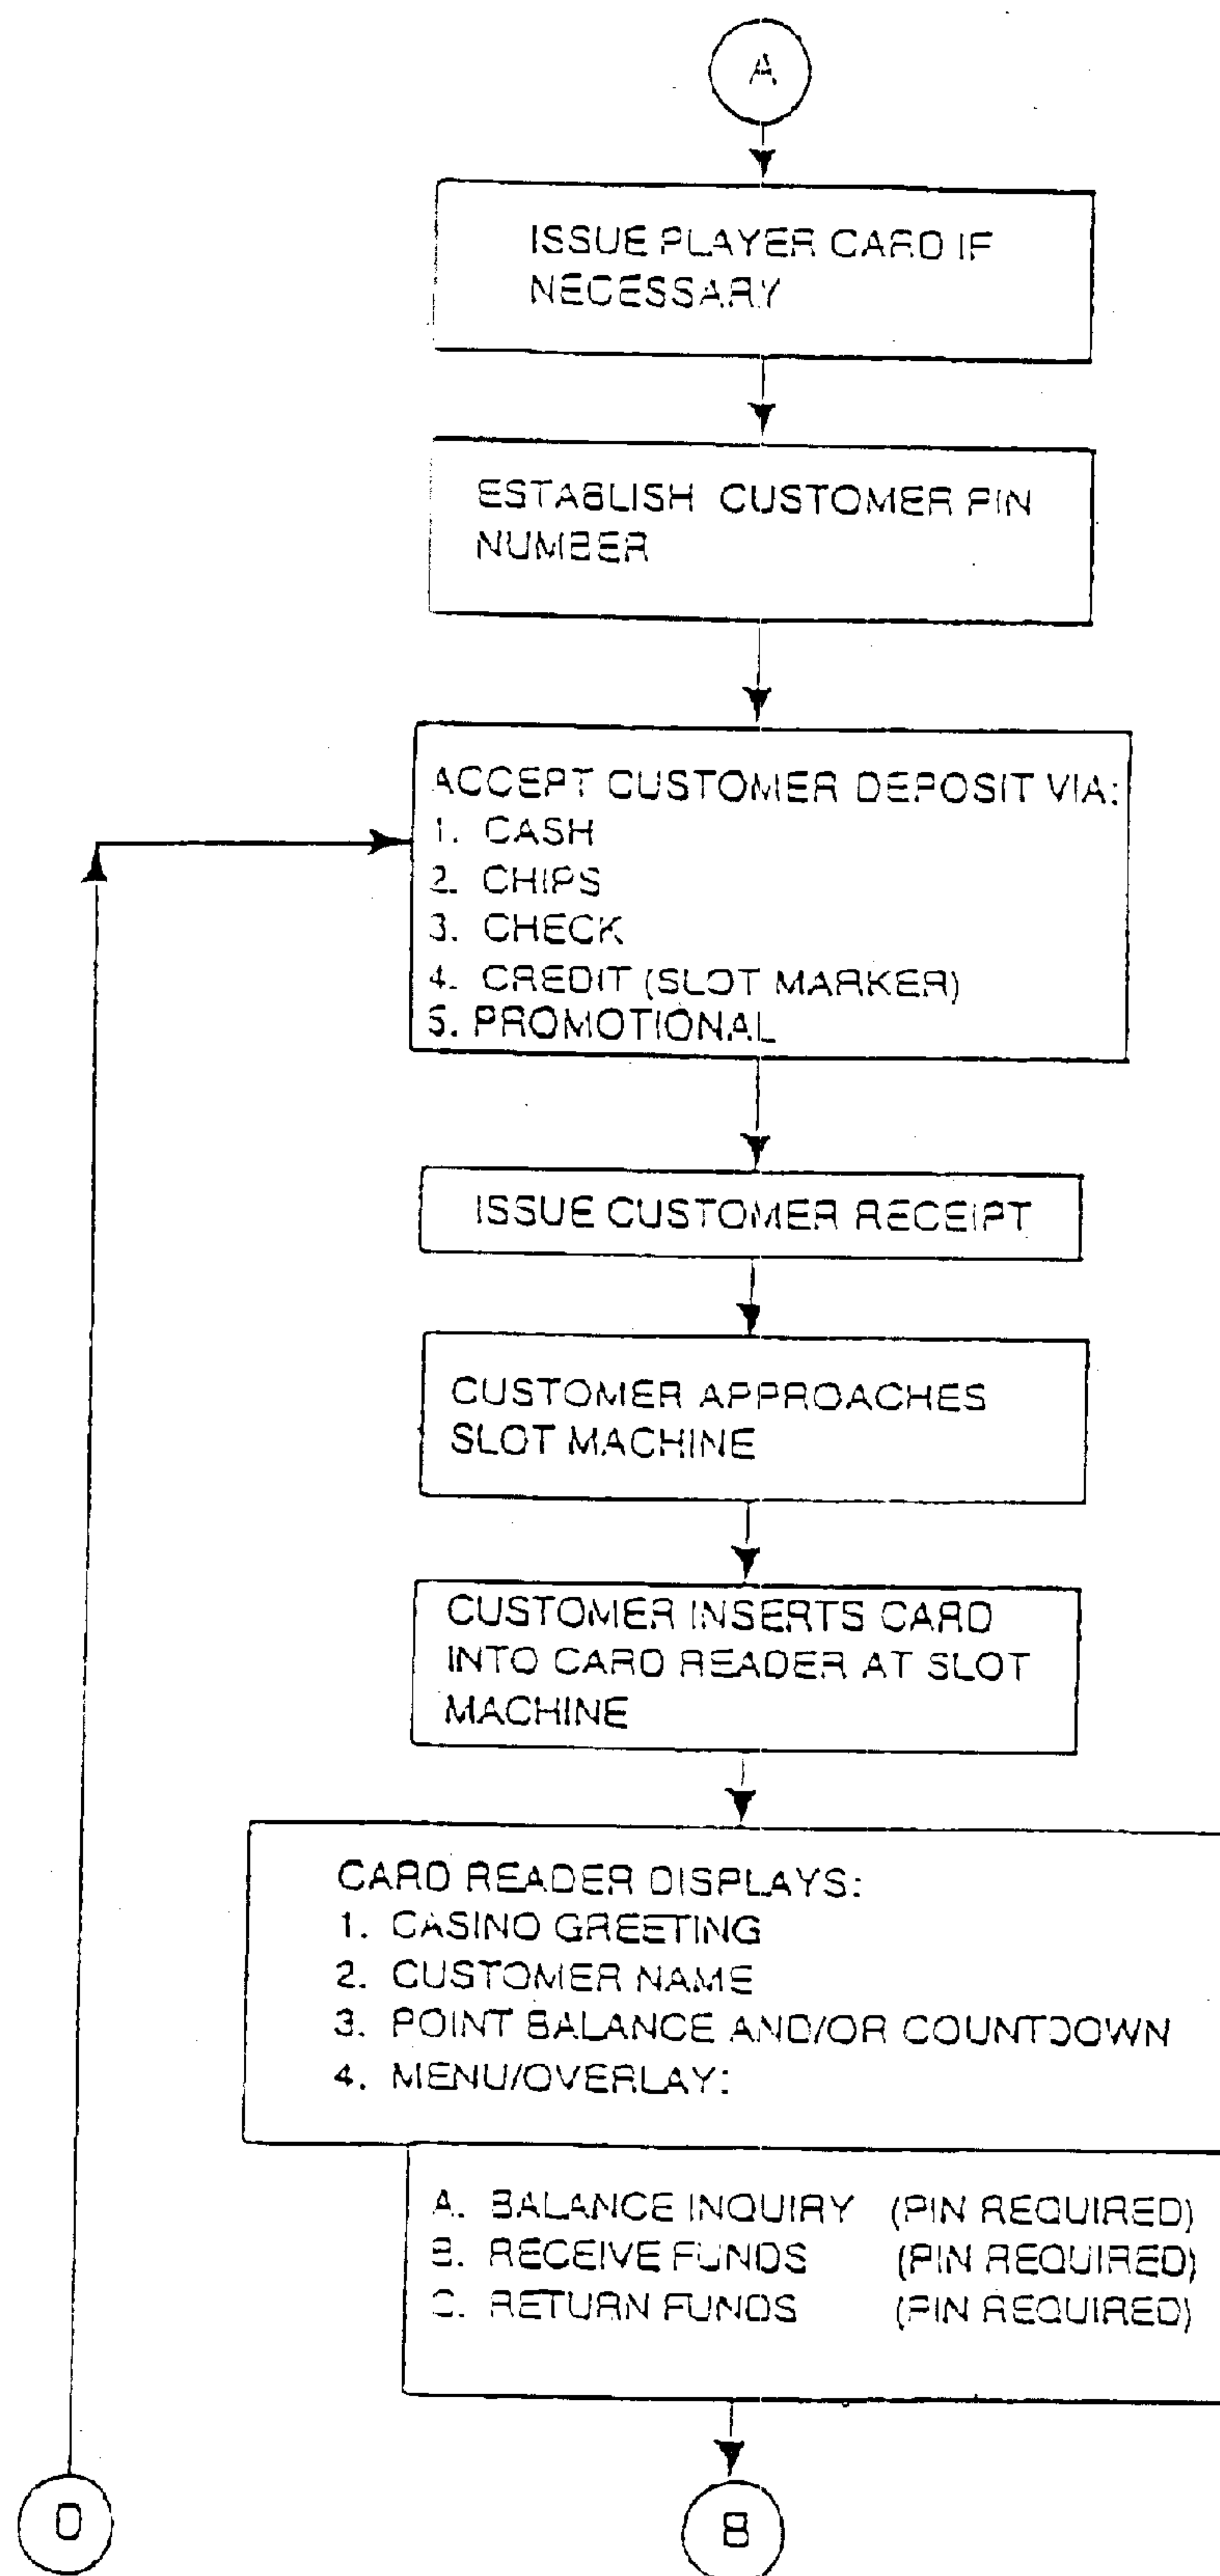 A
ISSUE PLAYER CARD IF
NECESSARY
ESTABLISH CUSTOMER PIN
NUMBER
ACCEPT CUSTOMER DEPOSIT VIA:
1. CASH
2. CHIPS
3. CHECK
4. CREDIT (SLOT MARKER)
5. PROMOTIONAL
ISSUE CUSTOMER RECEIPT
CUSTOMER APPROACHES
SLOT MACHINE
CUSTOMER INSERTS CARD
INTO CARD READER AT SLOT
MACHINE
CARD READER DISPLAYS:
1. CASINO GREETING
2. CUSTOMER NAME
3. POINT BALANCE AND/OR COUNTDOWN
4. MENU/OVERLAY:
A. BALANCE INQUIRY (PIN REQUIRED)
B. RECEIVE FUNDS (PIN REQUIRED)
C. RETURN FUNDS (PIN REQUIRED)
D
B